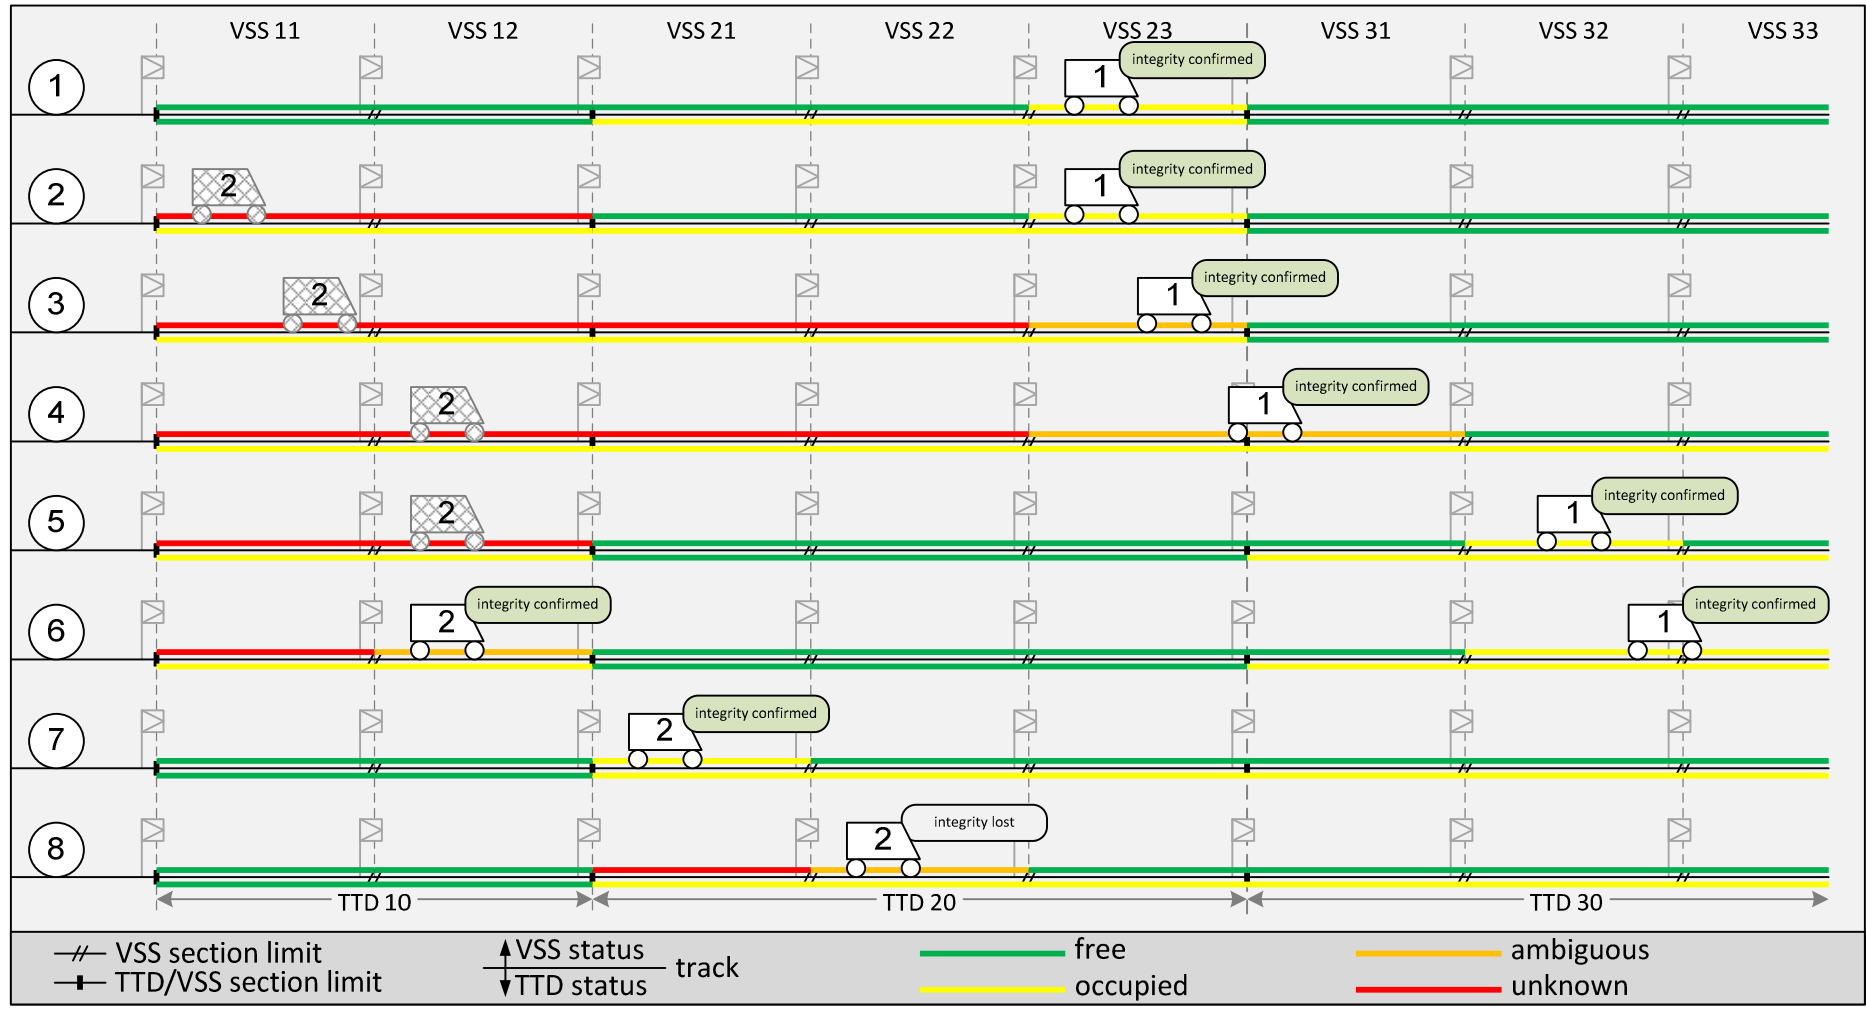 VSS 11 VSS 12 VSS 21 VSS 22 VSS 23 VSS 31 VSS 32 VSS 33
1 1 integrity confirmed
2 2 1 integrity confirmed
3 2 1 integrity confirmed
4 2 1 integrity confirmed
5 2 1 integrity confirmed
6 2 integrity confirmed 1 integrity confirmed
7 2 integrity confirmed
8 2 integrity lost
TTD 10 TTD 20 TTD 30
VSS section limit VSS status free ambiguous
track
TTD/VSS section limit TTD status occupied unknown